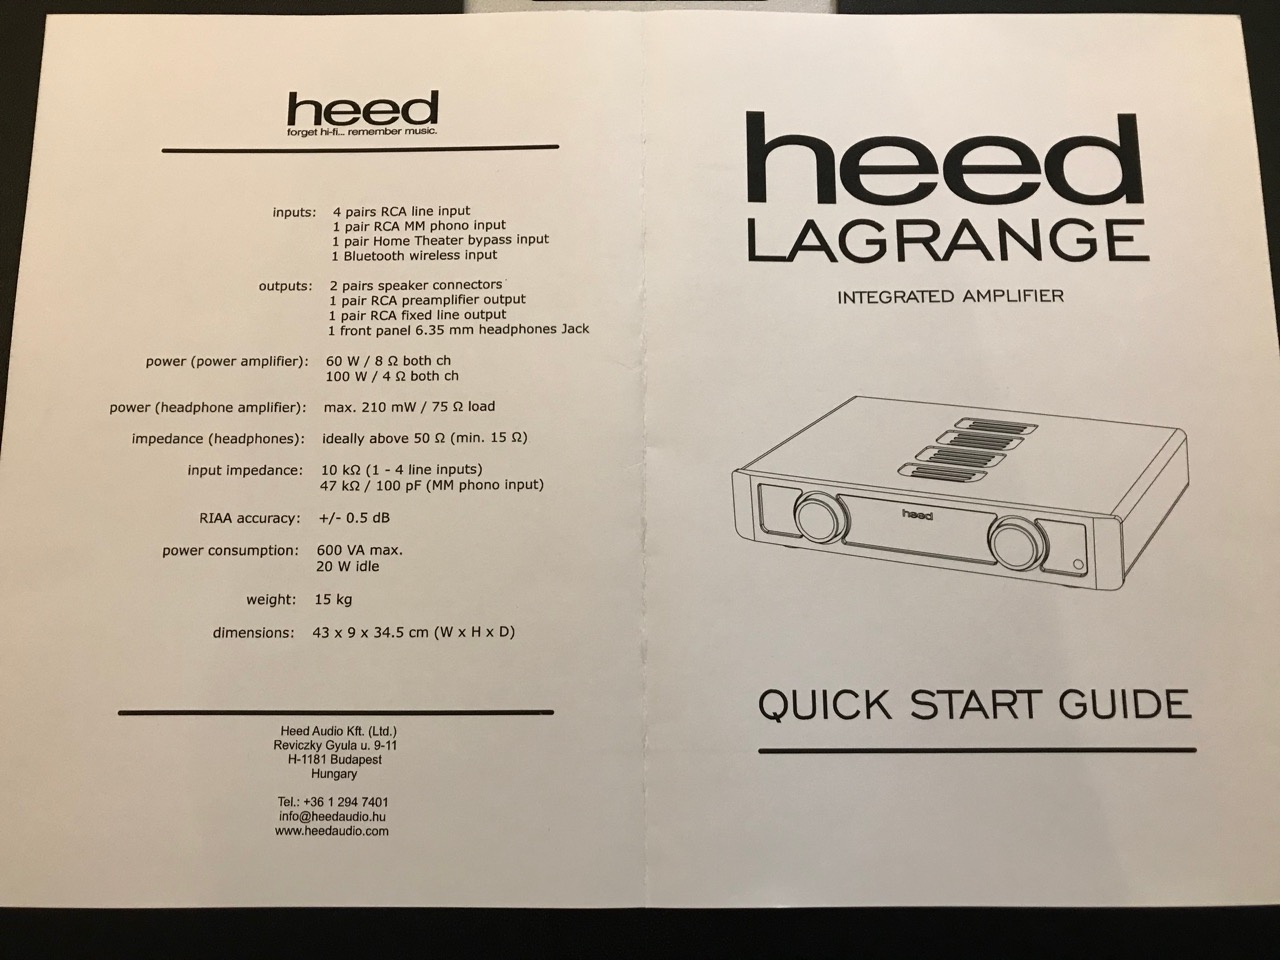 heed
forget hi-fi... remember music.
inputs: 4 pairs RCA line input
1 pair RCA MM phono input
1 pair Home Theater bypass input
1 Bluetooth wireless input
outputs: 2 pairs speaker connectors
1 pair RCA preamplifier output
1 pair RCA fixed line output
1 front panel 6.35 mm headphones Jack
power (power amplifier): 60 W / 8 Ω both ch
100 W / 4 Ω both ch
power (headphone amplifier): max. 210 mW / 75 Ω load
impedance (headphones): ideally above 50 Ω (min. 15 Ω)
input impedance: 10 kΩ (1 - 4 line inputs)
47 kΩ / 100 pF (MM phono input)
RIAA accuracy: +/- 0.5 dB
power consumption: 600 VA max.
20 W idle
weight: 15 kg
dimensions: 43 x 9 x 34.5 cm (W x H x D)
Heed Audio Kft. (Ltd.)
Reviczky Gyula u. 9-11
H-1181 Budapest
Hungary
Tel.: +36 1 294 7401
info@heedaudio.hu
www.heedaudio.com
heed
LAGRANGE
INTEGRATED AMPLIFIER
heed
QUICK START GUIDE